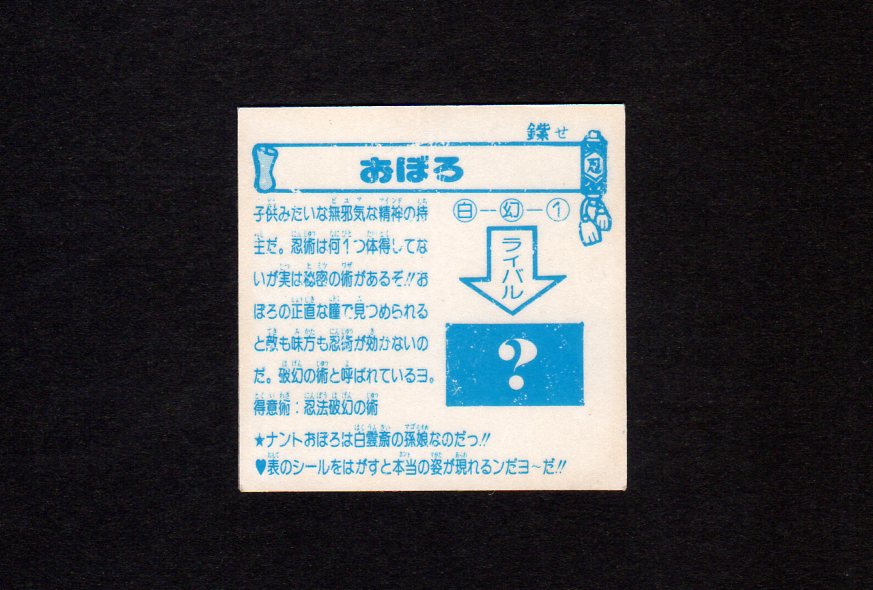 せ
おぼろ
忍
白―幻―1
子供みたいな無邪気な精神の持
主だ。忍術は何1つ体得してな
いが実は秘密の術があるぞ!!お
ぼろの正直な瞳で見つめられる
と敵も味方も忍術が効かないの
だ。破幻の術と呼ばれているヨ。
得意術：忍法破幻の術
ライバル
?
★ナントおぼろは白雲斎の孫娘なのだっ!!
♥表のシールをはがすと本当の姿が現れるンだヨ〜だ!!